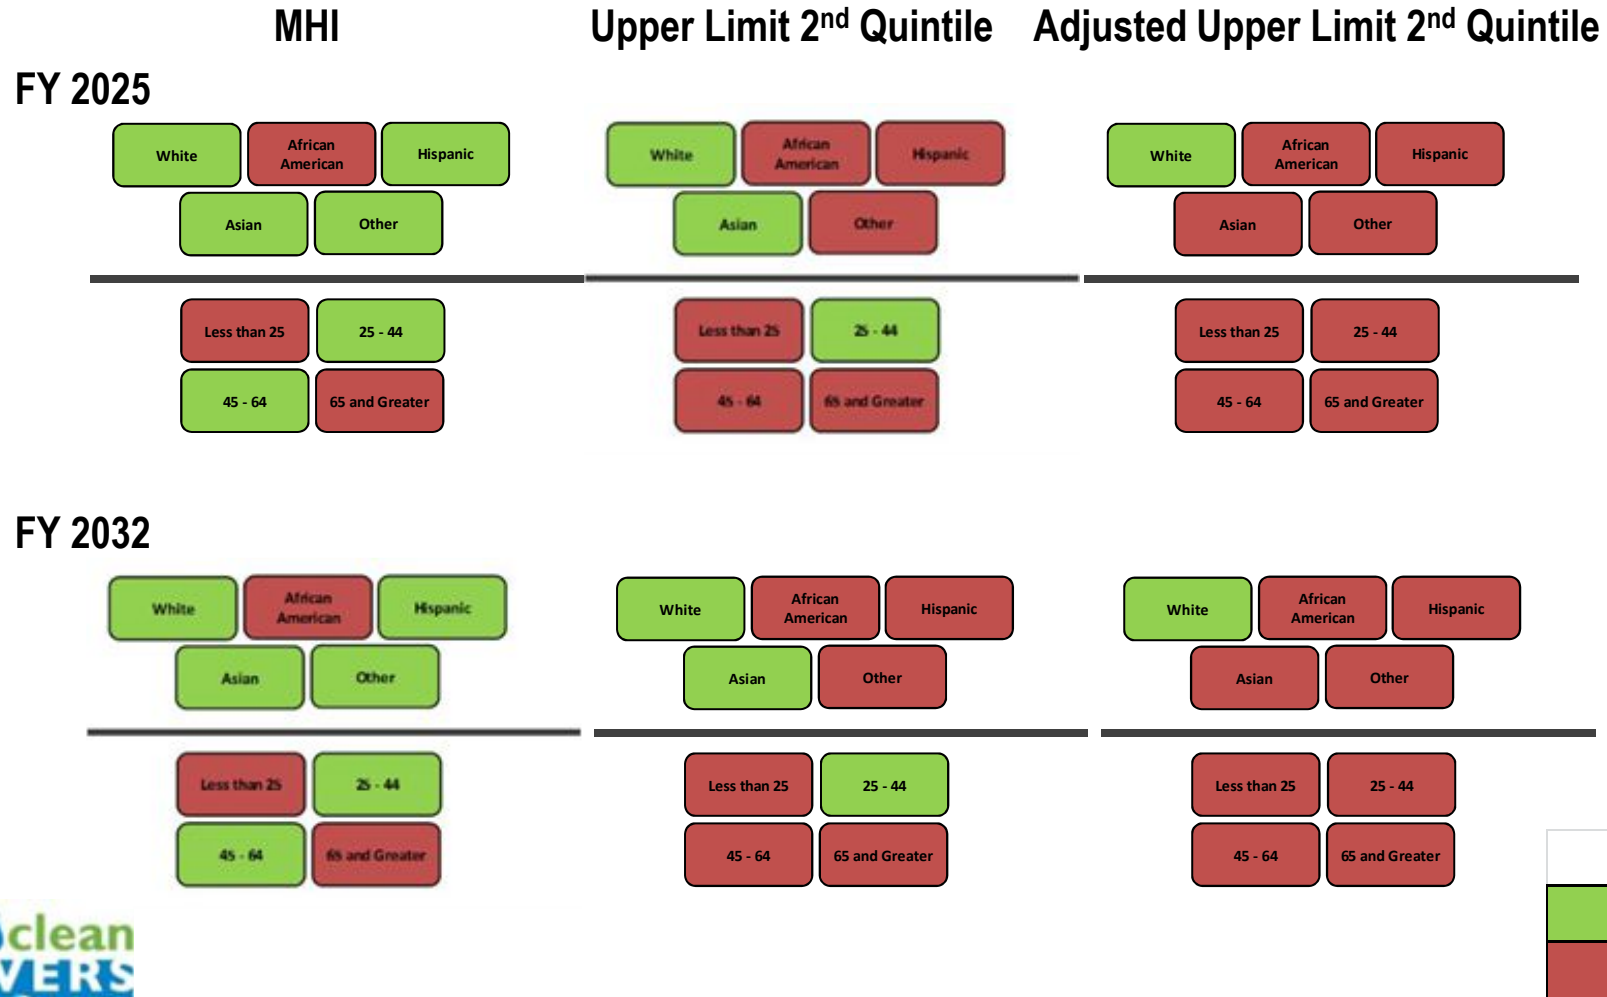 MHI
Upper Limit 2nd Quintile
Adjusted Upper Limit 2nd Quintile
FY 2025
White
African
American
Hispanic
Asian
Other
Less than 25
25 - 44
45 - 64
65 and Greater
White
African
American
Hispanic
Asian
Other
Less than 25
25 - 44
45 - 64
65 and Greater
White
African
American
Hispanic
Asian
Other
Less than 25
25 - 44
45 - 64
65 and Greater
FY 2032
White
African
American
Hispanic
Asian
Other
Less than 25
25 - 44
45 - 64
65 and Greater
White
African
American
Hispanic
Asian
Other
Less than 25
25 - 44
45 - 64
65 and Greater
White
African
American
Hispanic
Asian
Other
Less than 25
25 - 44
45 - 64
65 and Greater
clean
VERS